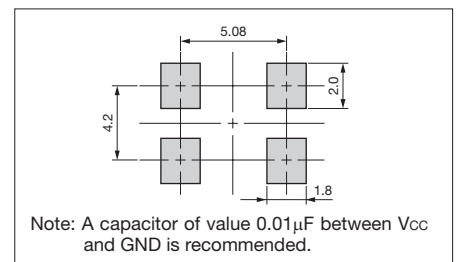 5.08
2.0
4.2
1.8
Note: A capacitor of value 0.01μF between Vcc
and GND is recommended.